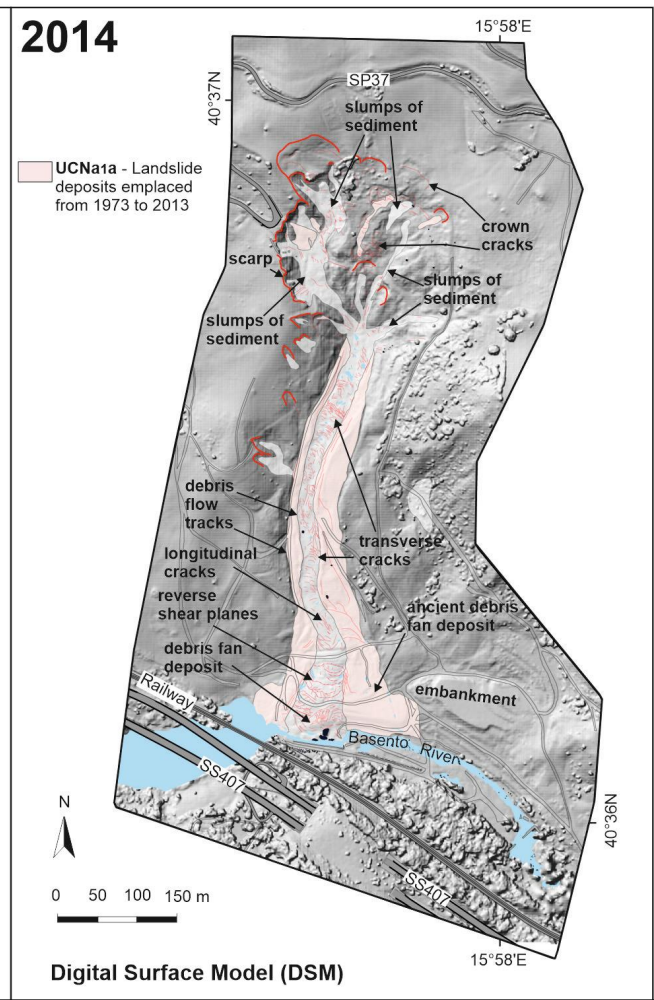 2014
15°58'E
40°37'N
SP37
slumps of
sediment
UCNa1a - Landslide
deposits emplaced
from 1973 to 2013
crown
cracks
scarp
slumps of
sediment
slumps of
sediment
debris
flow
tracks
transverse
cracks
longitudinal
cracks
reverse
shear planes
ancient debris
fan deposit
debris fan
deposit
embankment
Railway
Basento River
SS407
N
40°36'N
0 50 100 150 m
SS407
15°58'E
Digital Surface Model (DSM)